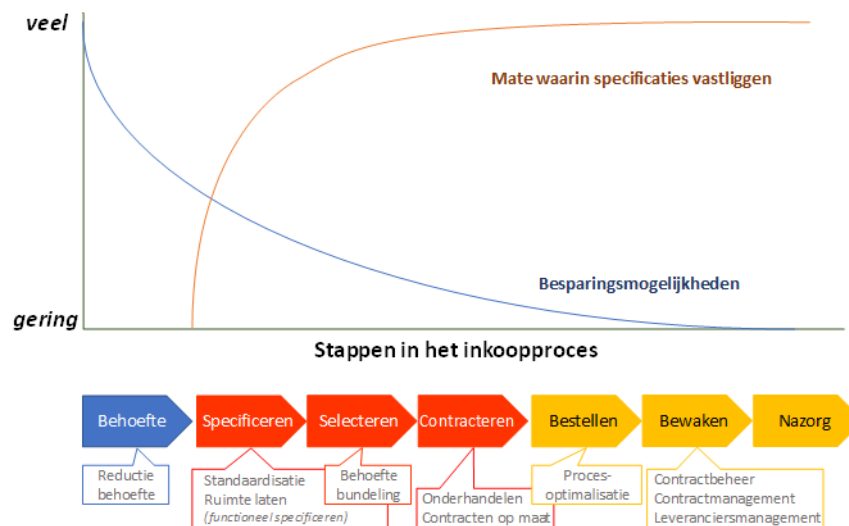 veel
Mate waarin specificaties vastliggen
Besparingsmogelijkheden
gering
Stappen in het inkoopproces
Behoefte
Specificeren
Selecteren
Contracteren
Bestellen
Bewaken
Nazorg
Reductie
behoefte
Standaardisatie
Ruimte laten
(functioneel specificeren)
Behoefte
bundeling
Onderhandelen
Contracten op maat
Proces-
optimalisatie
Contractbeheer
Contractmanagement
Leveranciersmanagement